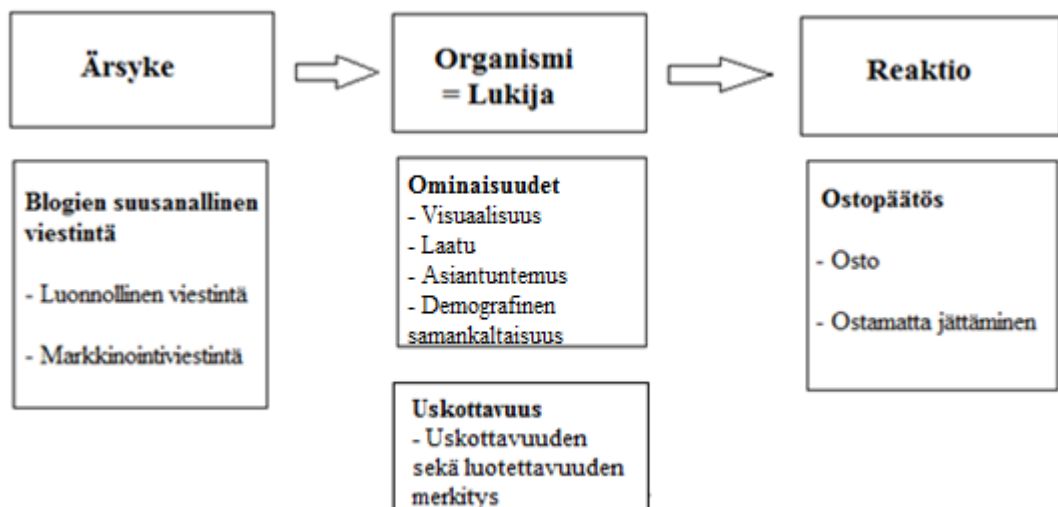 Ärsyke
Organismi
= Lukija
Reaktio
Blogien suusanallinen
viestintä
- Luonnollinen viestintä
- Markkinointiviestintä
Ominaisuudet
- Visuaalisuus
- Laatu
- Asiantuntemus
- Demografinen
samankaltaisuus
Uskottavuus
- Uskottavuuden
sekä luotettavuuden
merkitys
Ostopäätös
- Osto
- Ostamatta jättäminen